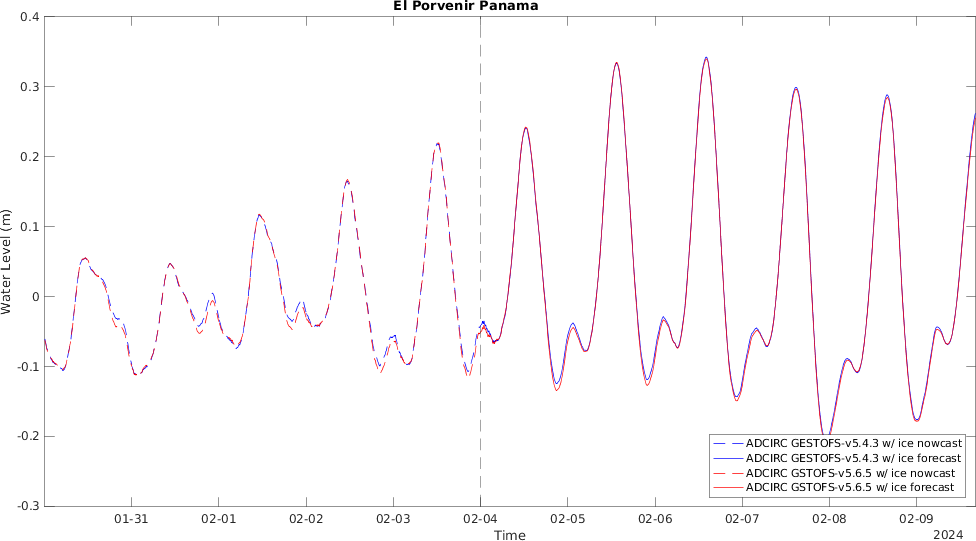 El Porvenir Panama
0.4
0.3
0.2
0.1
0
-0.1
-0.2
-0.3
Water Level (m)
ADCIRC GESTOFS-v5.4.3 w/ ice nowcast
ADCIRC GESTOFS-v5.4.3 w/ ice forecast
ADCIRC GSTOFS-v5.6.5 w/ ice nowcast
ADCIRC GSTOFS-v5.6.5 w/ ice forecast
01-31 02-01 02-02 02-03 02-04 02-05 02-06 02-07 02-08 02-09
Time
2024